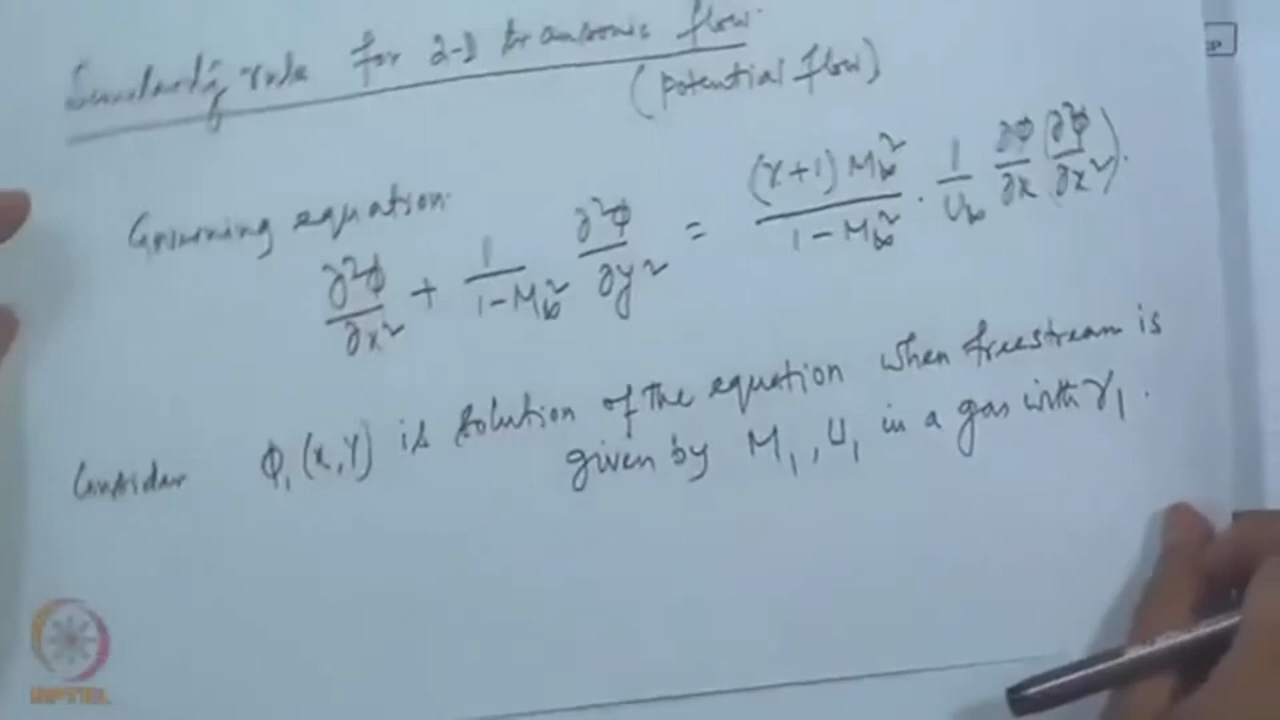 Similarity rule for 2-D transonic flow.
(Potential flow)
Governing equation:
∂²φ/∂x² + 1/(1-M∞²) ∂²φ/∂y² = (γ+1)M∞²/(1-M∞²) · 1/U∞ ∂φ/∂x (∂²φ/∂x²).
Consider φ₁(x,y) is solution of the equation when freestream is
given by M₁, U₁ in a gas with γ₁.
NPTEL